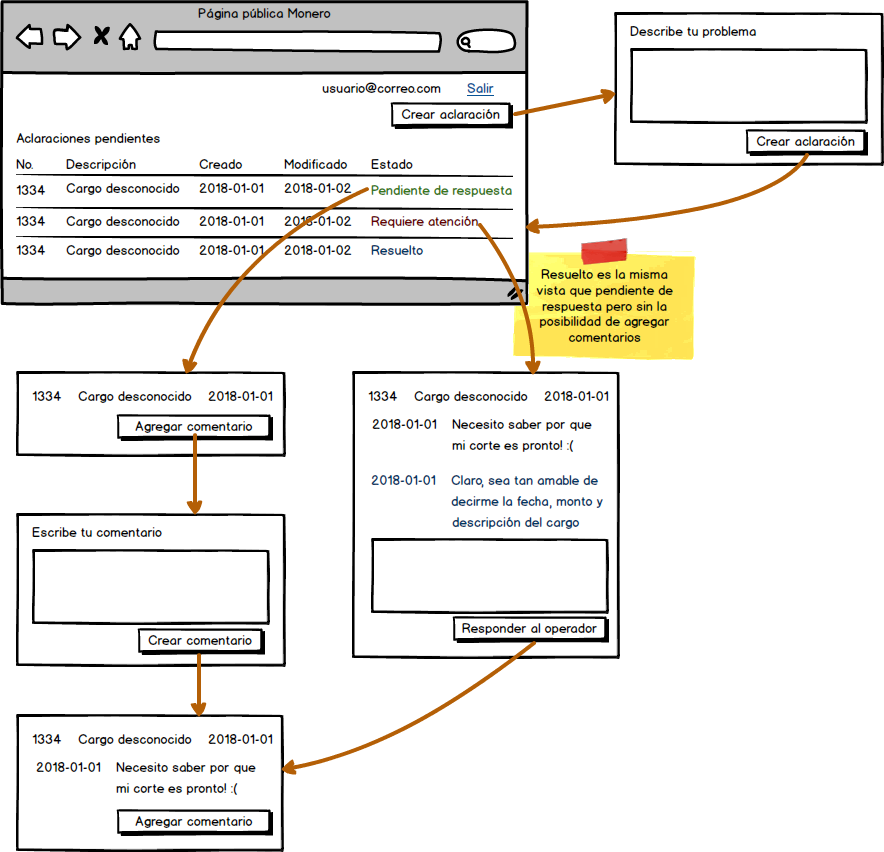 Página pública Monero
usuario@correo.com Salir
Crear aclaración
Aclaraciones pendientes
No. Descripción Creado Modificado Estado
1334 Cargo desconocido 2018-01-01 2018-01-02 Pendiente de respuesta
1334 Cargo desconocido 2018-01-01 2018-01-02 Requiere atención
1334 Cargo desconocido 2018-01-01 2018-01-02 Resuelto
Describe tu problema
Crear aclaración
Resuelto es la misma
vista que pendiente de
respuesta pero sin la
posibilidad de agregar
comentarios
1334 Cargo desconocido 2018-01-01
Agregar comentario
Escribe tu comentario
Crear comentario
1334 Cargo desconocido 2018-01-01
2018-01-01 Necesito saber por que
mi corte es pronto! :(
Agregar comentario
1334 Cargo desconocido 2018-01-01
2018-01-01 Necesito saber por que
mi corte es pronto! :(
2018-01-01 Claro, sea tan amable de
decirme la fecha, monto y
descripción del cargo
Responder al operador